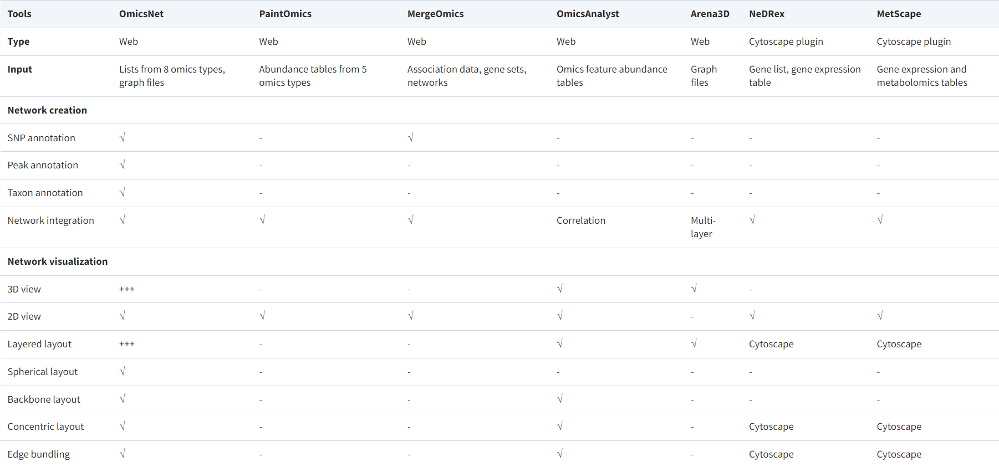 Tools OmicsNet PaintOmics MergeOmics OmicsAnalyst Arena3D NeDRex MetScape
Type Web Web Web Web Web Cytoscape plugin Cytoscape plugin
Input Lists from 8 omics types, Abundance tables from 5 Association data, gene sets, Omics feature abundance Graph Gene list, gene expression Gene expression and
graph files omics types networks tables files table metabolomics tables
Network creation
SNP annotation √ - √ - - - -
Peak annotation √ - - - - - -
Taxon annotation √ - - - - - -
Network integration √ √ √ Correlation Multi- √ √
layer
Network visualization
3D view +++ - - √ √ -
2D view √ √ √ √ - √ √
Layered layout +++ - - √ √ Cytoscape Cytoscape
Spherical layout √ - - - - - -
Backbone layout √ - - √ - - -
Concentric layout √ - - √ - Cytoscape Cytoscape
Edge bundling √ - - √ - Cytoscape Cytoscape